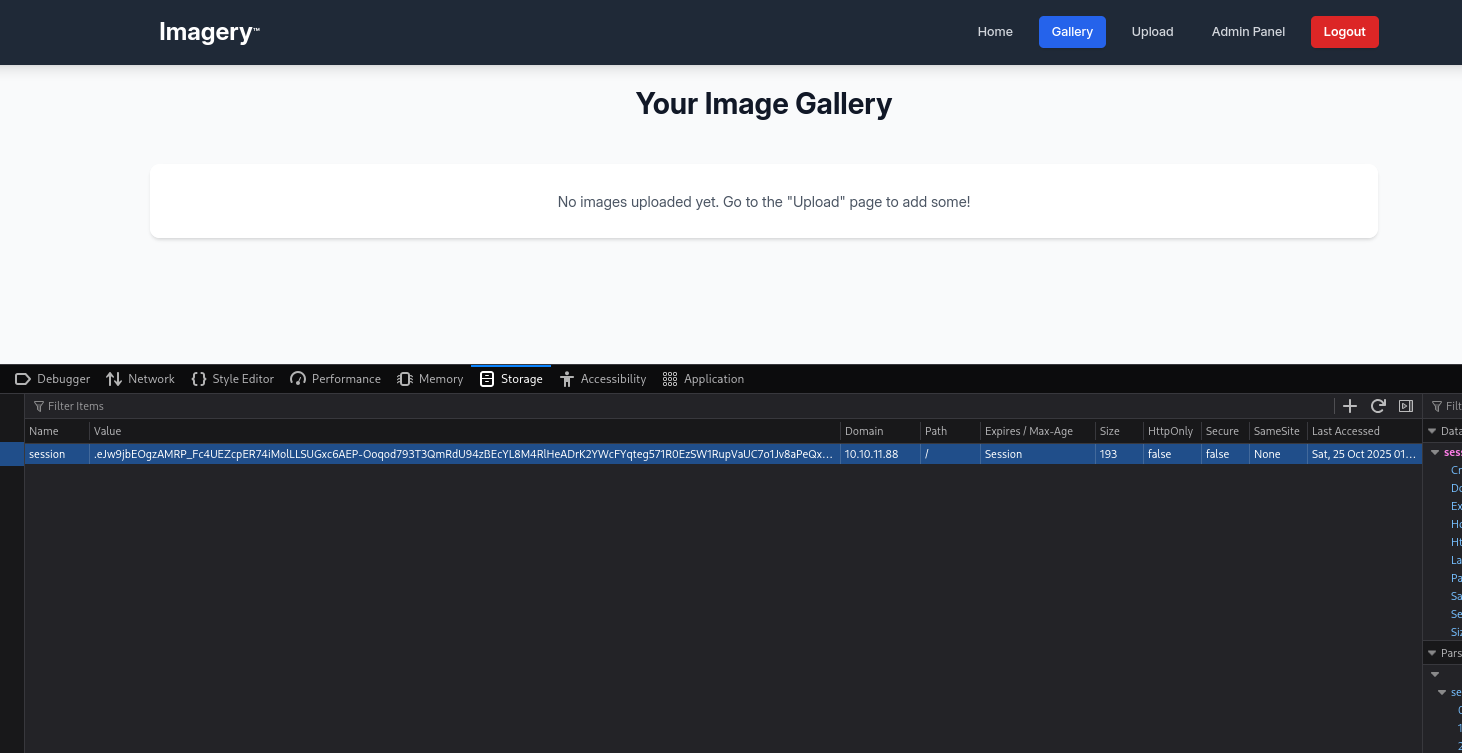 Imagery™ Home Gallery Upload Admin Panel Logout
Your Image Gallery
No images uploaded yet. Go to the "Upload" page to add some!
Debugger Network Style Editor Performance Memory Storage Accessibility Application
Filter Items Filt
Name Value Domain Path Expires / Max-Age Size HttpOnly Secure SameSite Last Accessed Data
session .eJw9jbEOgzAMRP_Fc4UEZcpER74iMolLLSUGxc6AEP-Ooqod793T3QmRdU94zBEcYL8M4RlHeADrK2YWcFYqteg571R0EzSW1RupVaUC7o1Jv8aPeQx... 10.10.11.88 / Session 193 false false None Sat, 25 Oct 2025 01... ses
Cr
Do
Ex
Ho
Ht
La
Pa
Sa
Se
Siz
Pars
se
1